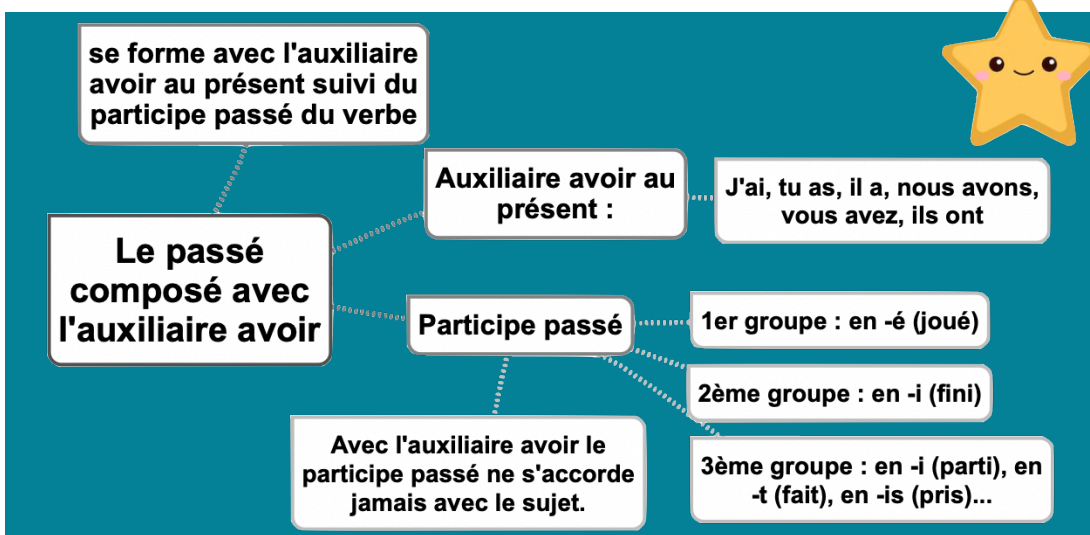 se forme avec l'auxiliaire
avoir au présent suivi du
participe passé du verbe
Auxiliaire avoir au
présent :
J'ai, tu as, il a, nous avons,
vous avez, ils ont
Le passé
composé avec
l'auxiliaire avoir
Participe passé
1er groupe : en -é (joué)
2ème groupe : en -i (fini)
3ème groupe : en -i (parti), en
-t (fait), en -is (pris)...
Avec l'auxiliaire avoir le
participe passé ne s'accorde
jamais avec le sujet.